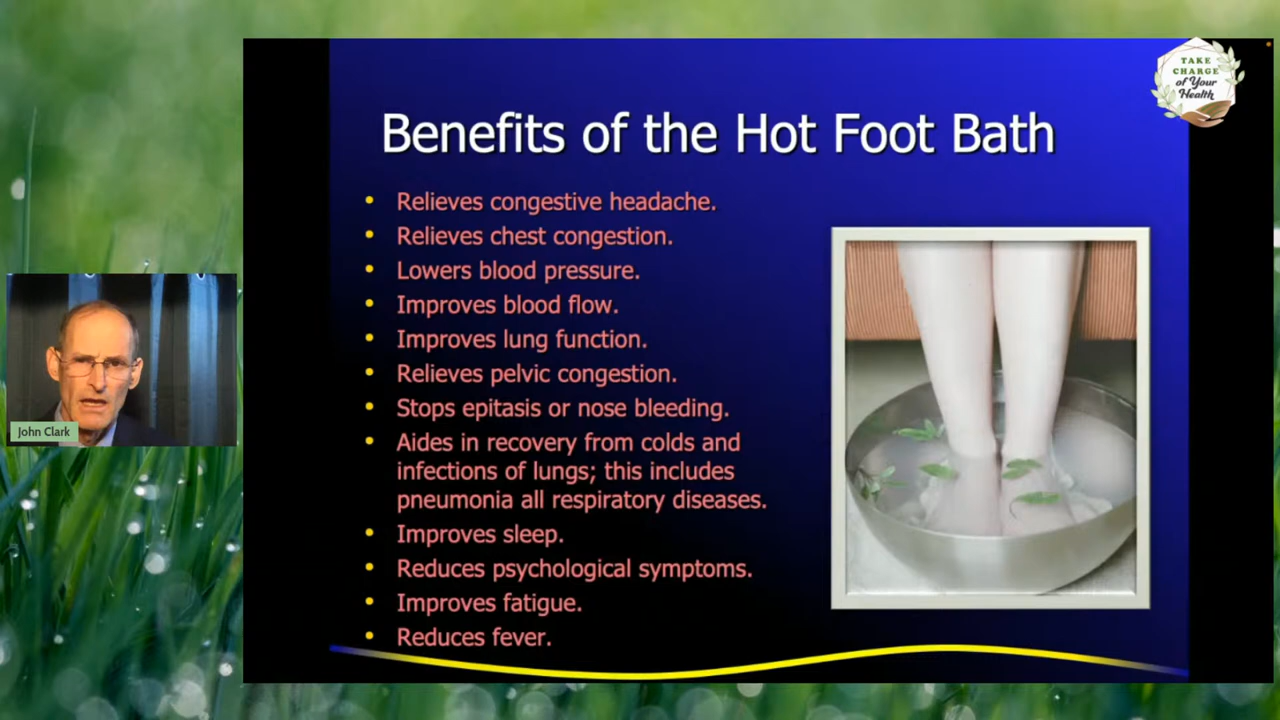 TAKE
CHARGE
of Your
Health
Benefits of the Hot Foot Bath
• Relieves congestive headache.
• Relieves chest congestion.
• Lowers blood pressure.
• Improves blood flow.
• Improves lung function.
• Relieves pelvic congestion.
• Stops epitasis or nose bleeding.
• Aides in recovery from colds and
infections of lungs; this includes
pneumonia all respiratory diseases.
• Improves sleep.
• Reduces psychological symptoms.
• Improves fatigue.
• Reduces fever.
John Clark